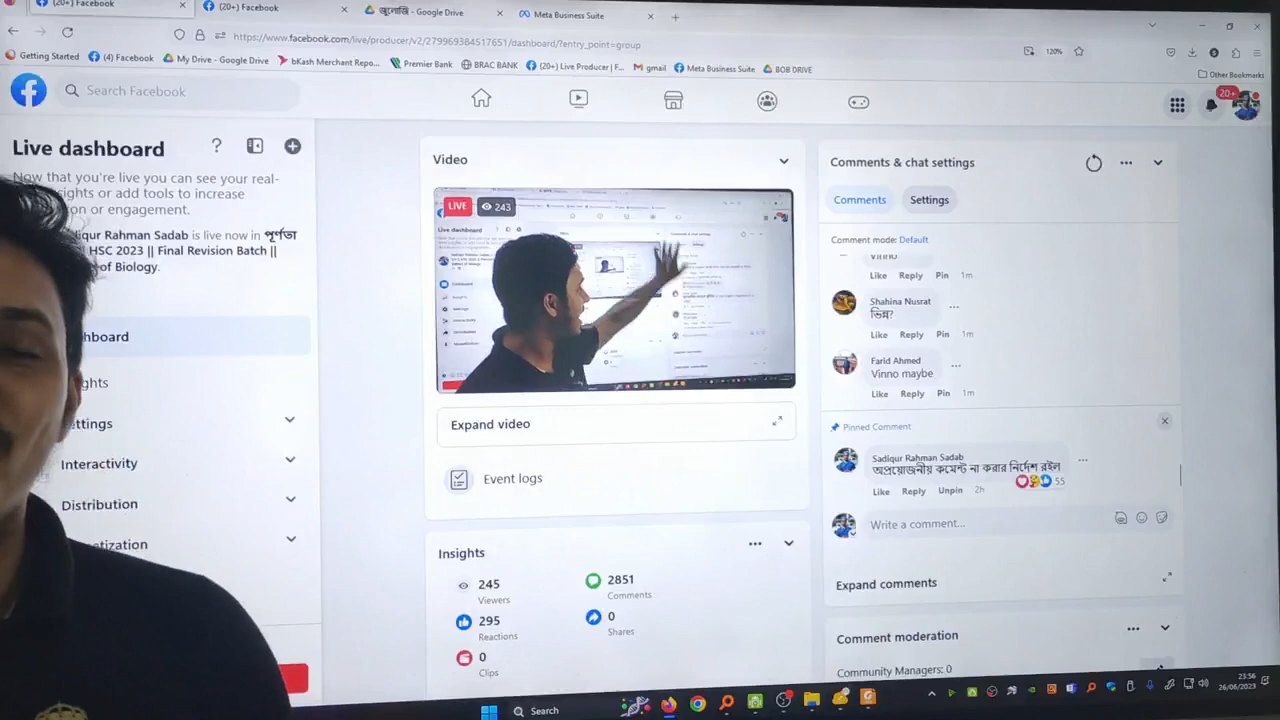 (20+) Facebook
(20+) Facebook
জুলোজি - Google Drive
Meta Business Suite
https://www.facebook.com/live/producer/v2/279969384517651/dashboard/?entry_point=group
120%
Getting Started
(4) Facebook
My Drive - Google Drive
bKash Merchant Repo...
Premier Bank
BRAC BANK
(20+) Live Producer | F...
gmail
Meta Business Suite
BOB DRIVE
Other Bookmarks
Search Facebook
20+
Live dashboard
Now that you're live you can see your real-
sights or add tools to increase
on or engagement.
diqur Rahman Sadab is live now in পূর্ণতা
HSC 2023 || Final Revision Batch ||
of Biology.
hboard
ghts
ettings
Interactivity
Distribution
etization
Video
LIVE
243
Live dashboard
Expand video
Event logs
Insights
245
Viewers
2851
Comments
295
Reactions
0
Shares
0
Clips
Comments & chat settings
Comments
Settings
Comment mode: Default
Vinno
Like Reply Pin 1m
Shahina Nusrat
ভিন্ন?
Like Reply Pin 1m
Farid Ahmed
Vinno maybe
Like Reply Pin 1m
Pinned Comment
Sadiqur Rahman Sadab
অপ্রয়োজনীয় কমেন্ট না করার নির্দেশ রইল
55
Like Reply Unpin 2h
Write a comment...
Expand comments
Comment moderation
Community Managers: 0
Search
23:56
26/06/2023